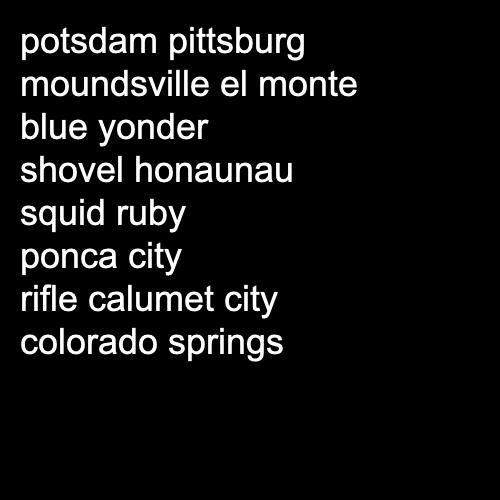 potsdam pittsburg
moundsville el monte
blue yonder
shovel honaunau
squid ruby
ponca city
rifle calumet city
colorado springs